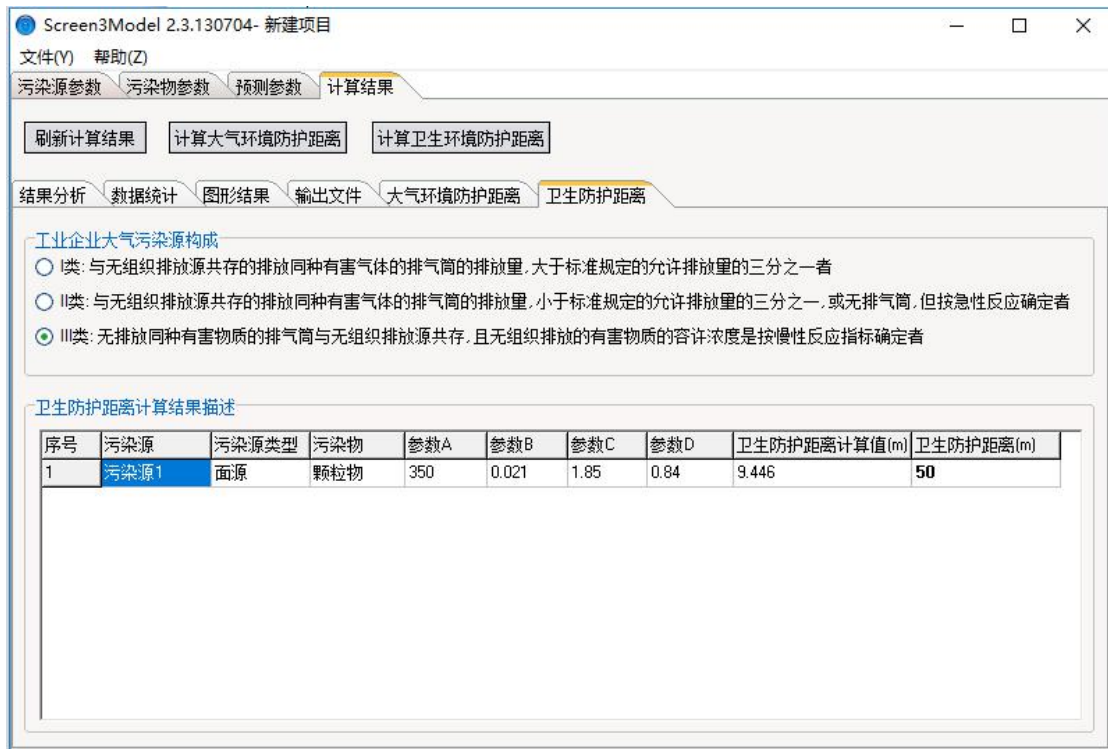 Screen3Model 2.3.130704- 新建项目
文件(Y) 帮助(Z)
污染源参数 污染物参数 预测参数 计算结果
刷新计算结果 计算大气环境防护距离 计算卫生环境防护距离
结果分析 数据统计 图形结果 输出文件 大气环境防护距离 卫生防护距离
工业企业大气污染源构成
I类: 与无组织排放源共存的排放同种有害气体的排气筒的排放量,大于标准规定的允许排放量的三分之一者
II类: 与无组织排放源共存的排放同种有害气体的排气筒的排放量,小于标准规定的允许排放量的三分之一,或无排气筒,但按急性反应确定者
III类: 无排放同种有害物质的排气筒与无组织排放源共存,且无组织排放的有害物质的容许浓度是按慢性反应指标确定者
卫生防护距离计算结果描述
序号 污染源 污染源类型 污染物 参数A 参数B 参数C 参数D 卫生防护距离计算值(m) 卫生防护距离(m)
1 污染源1 面源 颗粒物 350 0.021 1.85 0.84 9.446 50